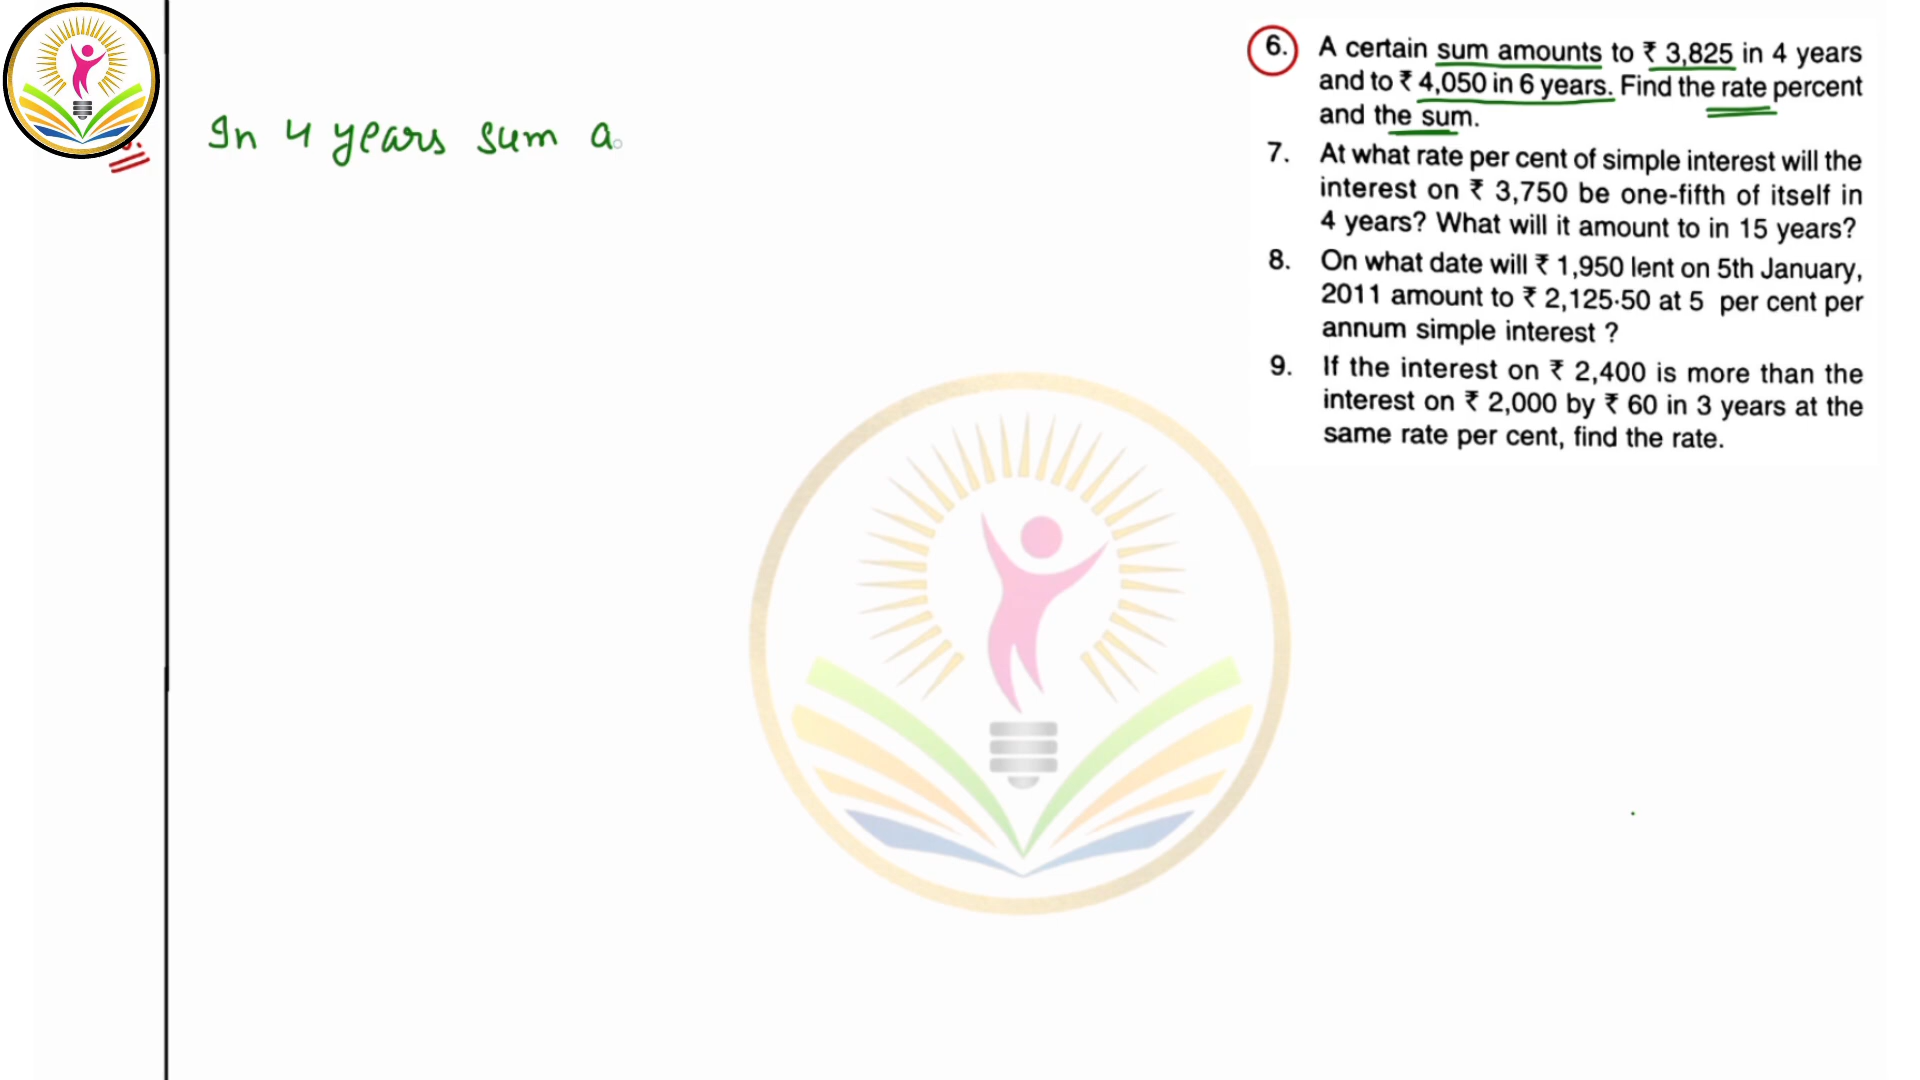 In 4 years sum a
6. A certain sum amounts to ₹ 3,825 in 4 years
and to ₹ 4,050 in 6 years. Find the rate percent
and the sum.
7. At what rate per cent of simple interest will the
interest on ₹ 3,750 be one-fifth of itself in
4 years? What will it amount to in 15 years?
8. On what date will ₹ 1,950 lent on 5th January,
2011 amount to ₹ 2,125·50 at 5 per cent per
annum simple interest ?
9. If the interest on ₹ 2,400 is more than the
interest on ₹ 2,000 by ₹ 60 in 3 years at the
same rate per cent, find the rate.